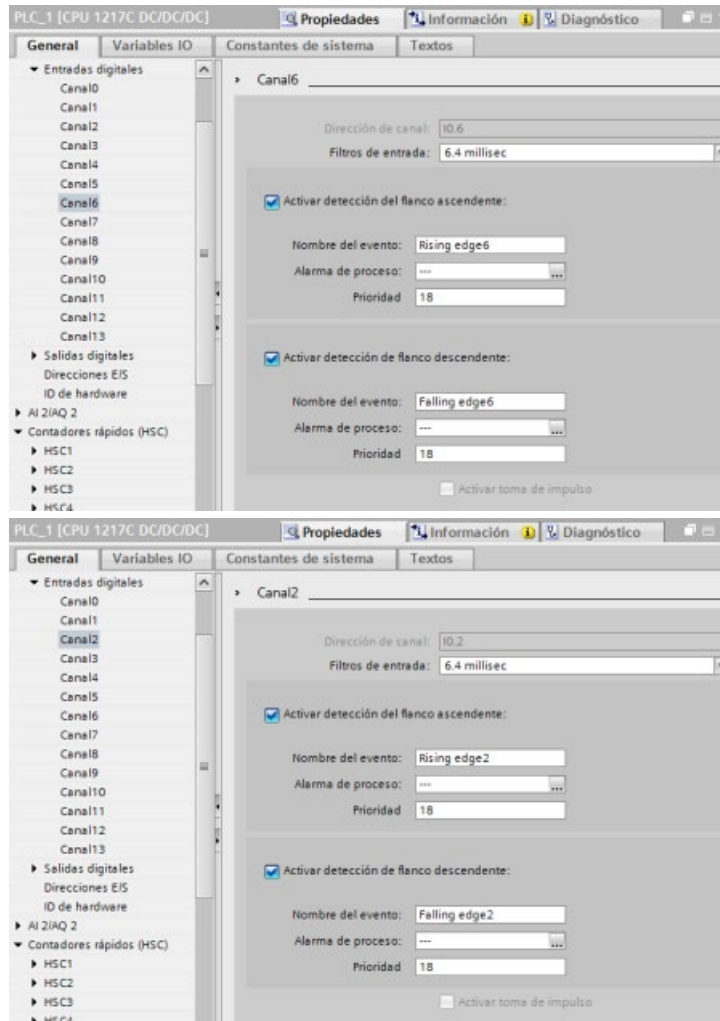 PLC_1 [CPU 1217C DC/DC/DC]
Propiedades
Información
Diagnóstico
General
Variables IO
Constantes de sistema
Textos
Entradas digitales
Canal0
Canal1
Canal2
Canal3
Canal4
Canal5
Canal6
Canal7
Canal8
Canal9
Canal10
Canal11
Canal12
Canal13
Salidas digitales
Direcciones E/S
ID de hardware
AI 2/AQ 2
Contadores rápidos (HSC)
HSC1
HSC2
HSC3
HSC4
Canal6
Dirección de canal: I0.6
Filtros de entrada: 6.4 millisec
Activar detección del flanco ascendente:
Nombre del evento: Rising edge6
Alarma de proceso: --- ...
Prioridad 18
Activar detección de flanco descendente:
Nombre del evento: Falling edge6
Alarma de proceso: --- ...
Prioridad 18
Activar toma de impulso
PLC_1 [CPU 1217C DC/DC/DC]
Propiedades
Información
Diagnóstico
General
Variables IO
Constantes de sistema
Textos
Entradas digitales
Canal0
Canal1
Canal2
Canal3
Canal4
Canal5
Canal6
Canal7
Canal8
Canal9
Canal10
Canal11
Canal12
Canal13
Salidas digitales
Direcciones E/S
ID de hardware
AI 2/AQ 2
Contadores rápidos (HSC)
HSC1
HSC2
HSC3
HSC4
Canal2
Dirección de canal: I0.2
Filtros de entrada: 6.4 millisec
Activar detección del flanco ascendente:
Nombre del evento: Rising edge2
Alarma de proceso: --- ...
Prioridad 18
Activar detección de flanco descendente:
Nombre del evento: Falling edge2
Alarma de proceso: --- ...
Prioridad 18
Activar toma de impulso